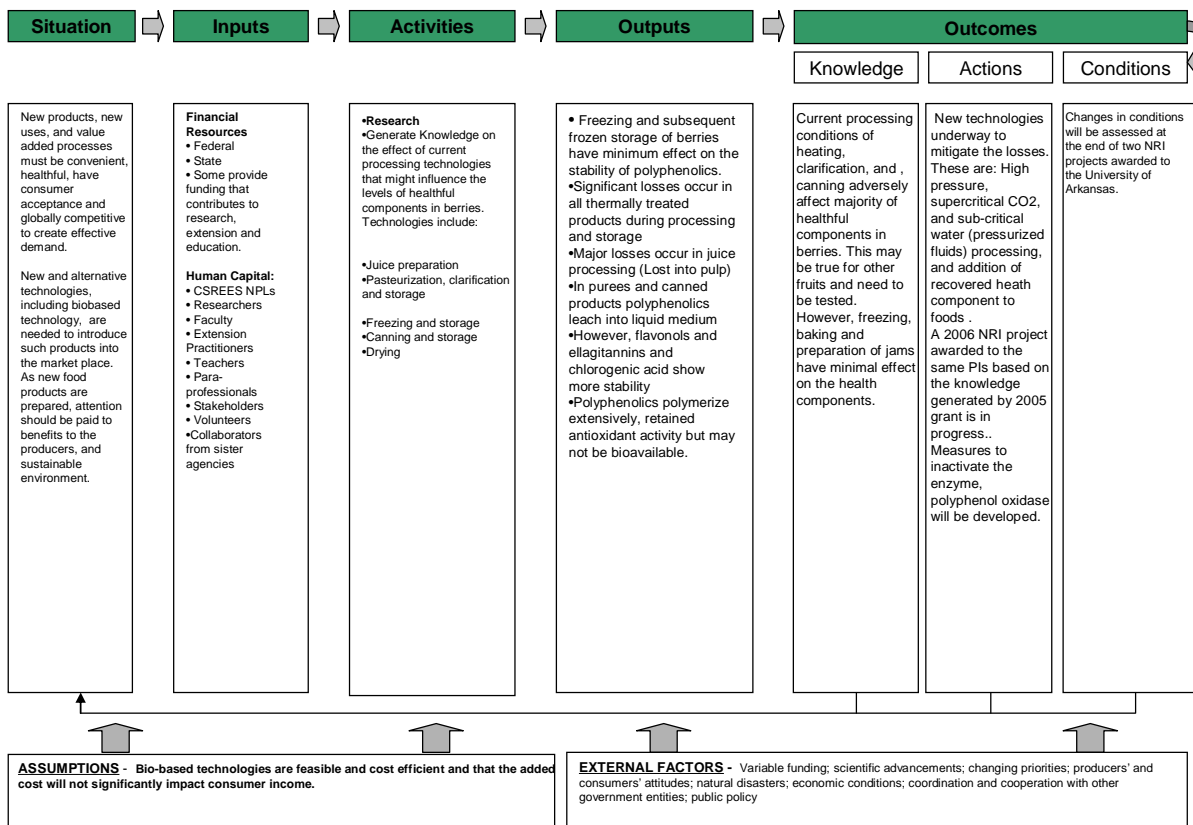 Situation
Inputs
Activities
Outputs
Outcomes
Knowledge
Actions
Conditions
New products, new
uses, and value
added processes
must be convenient,
healthful, have
consumer
acceptance and
globally competitive
to create effective
demand.
New and alternative
technologies,
including biobased
technology, are
needed to introduce
such products into
the market place.
As new food
products are
prepared, attention
should be paid to
benefits to the
producers, and
sustainable
environment.
Financial
Resources
• Federal
• State
• Some provide
funding that
contributes to
research,
extension and
education.
Human Capital:
• CSREES NPLs
• Researchers
• Faculty
• Extension
Practitioners
• Teachers
• Para-
professionals
• Stakeholders
• Volunteers
•Collaborators
from sister
agencies
•Research
•Generate Knowledge on
the effect of current
processing technologies
that might influence the
levels of healthful
components in berries.
Technologies include:
•Juice preparation
•Pasteurization, clarification
and storage
•Freezing and storage
•Canning and storage
•Drying
• Freezing and subsequent
frozen storage of berries
have minimum effect on the
stability of polyphenolics.
•Significant losses occur in
all thermally treated
products during processing
and storage
•Major losses occur in juice
processing (Lost into pulp)
•In purees and canned
products polyphenolics
leach into liquid medium
•However, flavonols and
ellagitannins and
chlorogenic acid show
more stability
•Polyphenolics polymerize
extensively, retained
antioxidant activity but may
not be bioavailable.
Current processing
conditions of
heating,
clarification, and ,
canning adversely
affect majority of
healthful
components in
berries. This may
be true for other
fruits and need to
be tested.
However, freezing,
baking and
preparation of jams
have minimal effect
on the health
components.
New technologies
underway to
mitigate the losses.
These are: High
pressure,
supercritical CO2,
and sub-critical
water (pressurized
fluids) processing,
and addition of
recovered heath
component to
foods .
A 2006 NRI project
awarded to the
same PIs based on
the knowledge
generated by 2005
grant is in
progress..
Measures to
inactivate the
enzyme,
polyphenol oxidase
will be developed.
Changes in conditions
will be assessed at
the end of two NRI
projects awarded to
the University of
Arkansas.
ASSUMPTIONS - Bio-based technologies are feasible and cost efficient and that the added
cost will not significantly impact consumer income.
EXTERNAL FACTORS - Variable funding; scientific advancements; changing priorities; producers' and
consumers' attitudes; natural disasters; economic conditions; coordination and cooperation with other
government entities; public policy